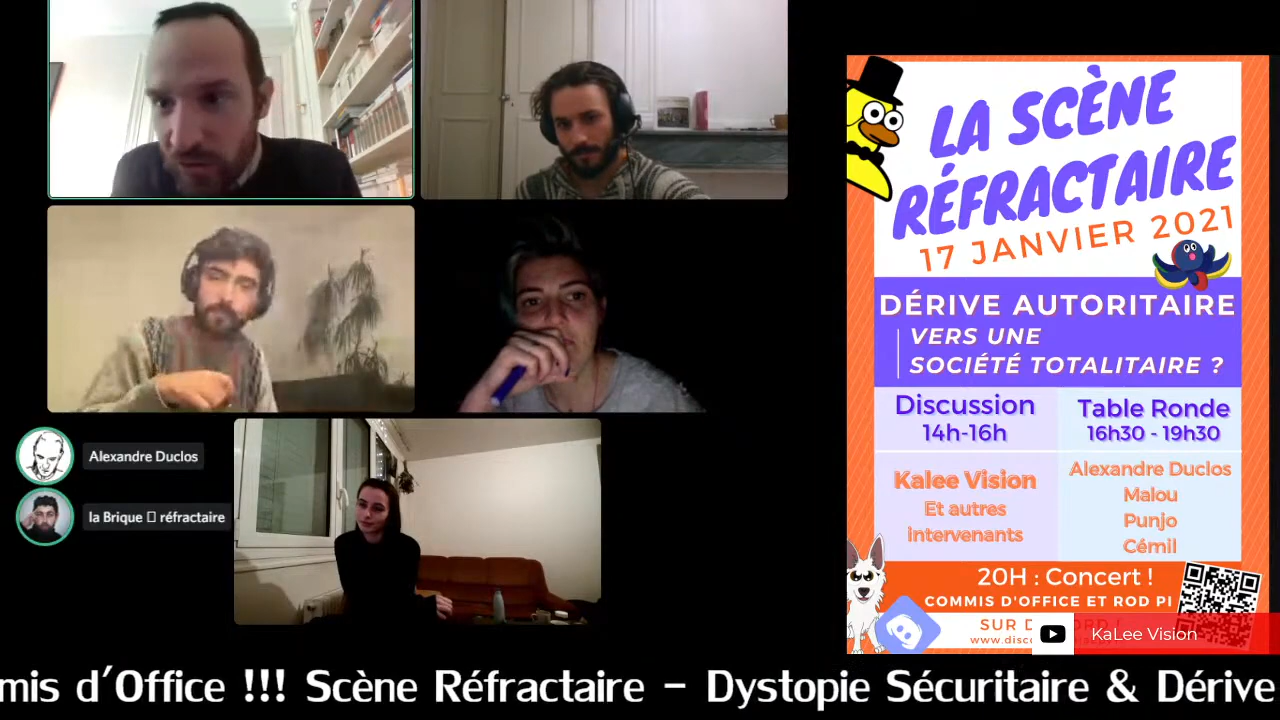 LA SCÈNE
RÉFRACTAIRE
17 JANVIER 2021
DÉRIVE AUTORITAIRE
VERS UNE
SOCIÉTÉ TOTALITAIRE ?
Discussion
14h-16h
Table Ronde
16h30 - 19h30
Kalee Vision
Et autres
intervenants
Alexandre Duclos
Malou
Punjo
Cémil
20H : Concert !
COMMIS D'OFFICE ET ROD PI
SUR
KaLee Vision
Alexandre Duclos
la Brique réfractaire
mis d'Office !!! Scène Réfractaire - Dystopie Sécuritaire & Dérive